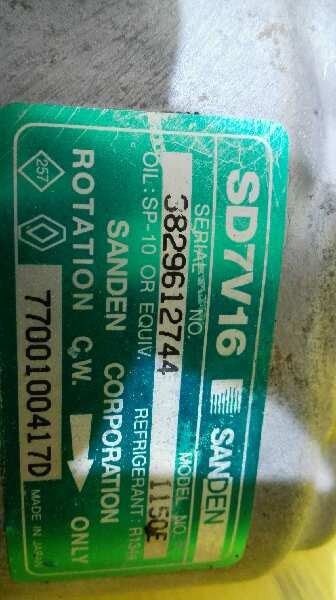 SD7V16 SANDEN
SERIAL NO. MODEL NO.
3829612744 1150F
OIL: SP-10 OR EQUIV. REFRIGERANT: R134a
SANDEN CORPORATION
257 ROTATION C.W. ONLY
7700100417D MADE IN JAPAN